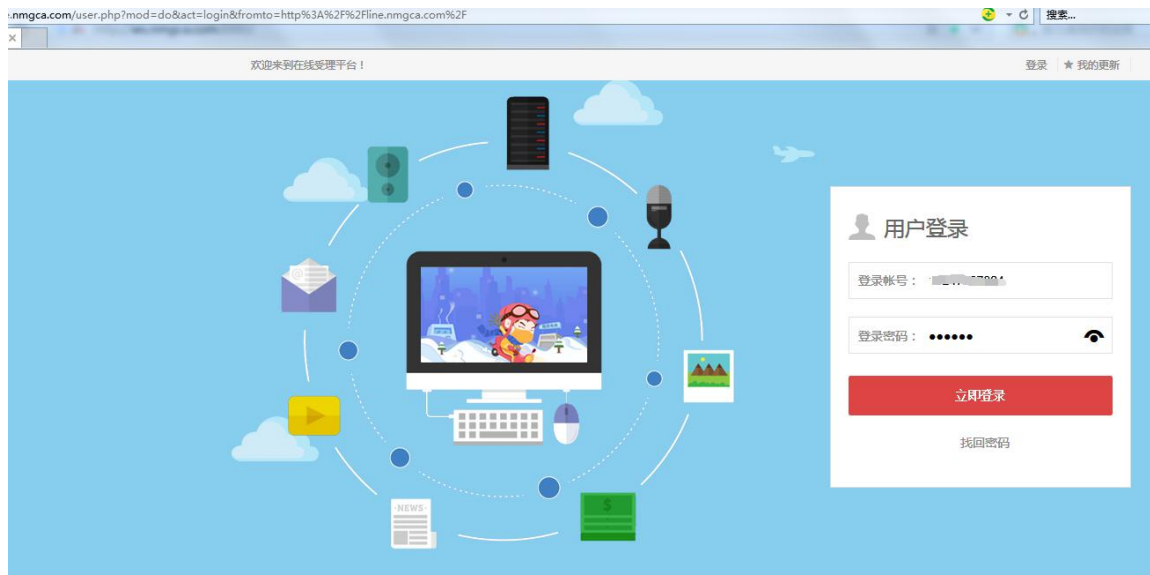 .nmgca.com/user.php?mod=do&act=login&fromto=http%3A%2F%2Fline.nmgca.com%2F
搜索...
欢迎来到在线受理平台！
登录 ★ 我的更新
用户登录
登录帐号：
登录密码： ●●●●●●
立即登录
找回密码
@
-NEWS-
$